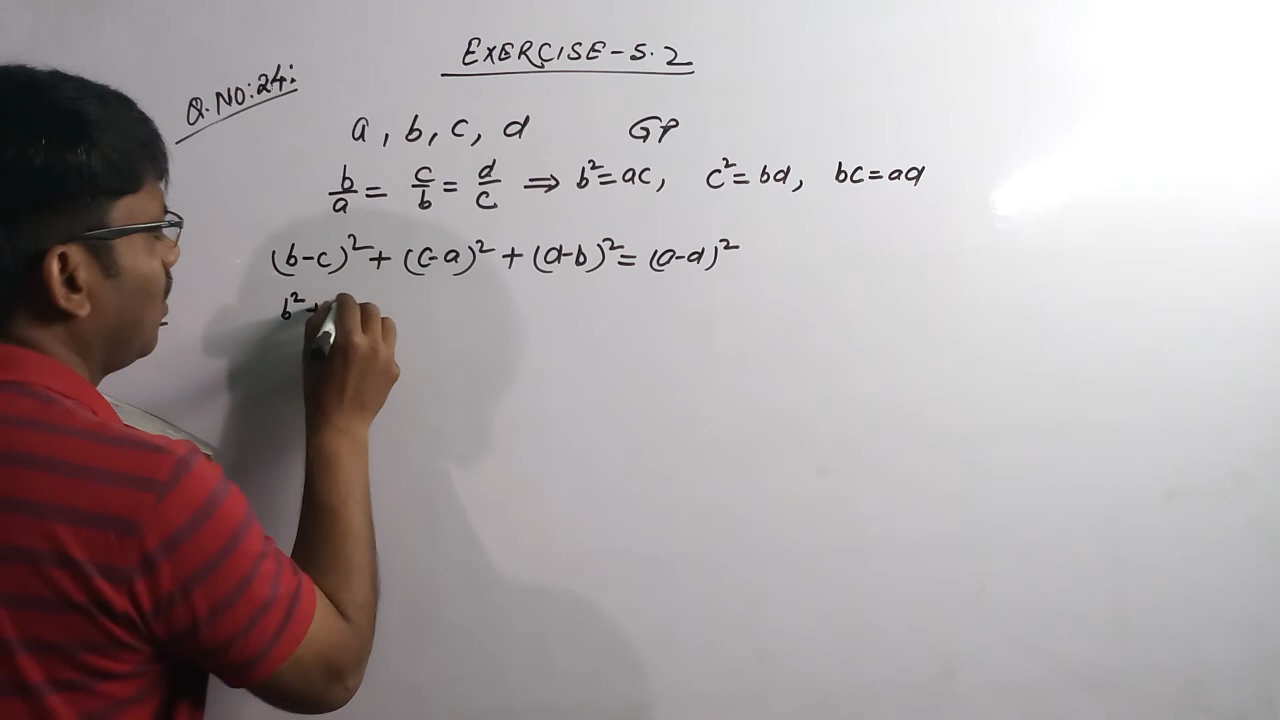 EXERCISE-5.2
Q.NO:24:
a, b, c, d GP
b/a = c/b = d/c ⇒ b²=ac, c²=bd, bc=ad
(b-c)²+(c-a)²+(d-b)²=(a-d)²
b²+